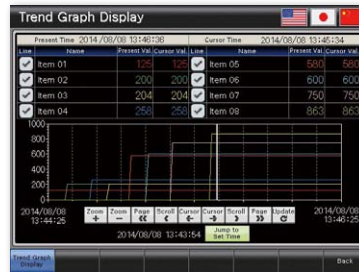 Trend Graph Display
Present Time 2014/08/08 13:46:36 Cursor Time 2014/08/08 13:45:34
Line Name Present Val. Cursor Val. Line Name Present Val. Cursor Val.
Item 01 125 125 Item 05 580 580
Item 02 200 200 Item 06 600 600
Item 03 204 204 Item 07 750 750
Item 04 258 258 Item 08 863 863
1000
800
600
400
200
0
2014/08/08 13:44:25
Zoom + Zoom - Page << Scroll < Cursor ← Cursor → Scroll > Page >> Update
2014/08/08 13:46:25
2014/08/08 13:43:54 Jump to Set Time
Trend Graph Display Back